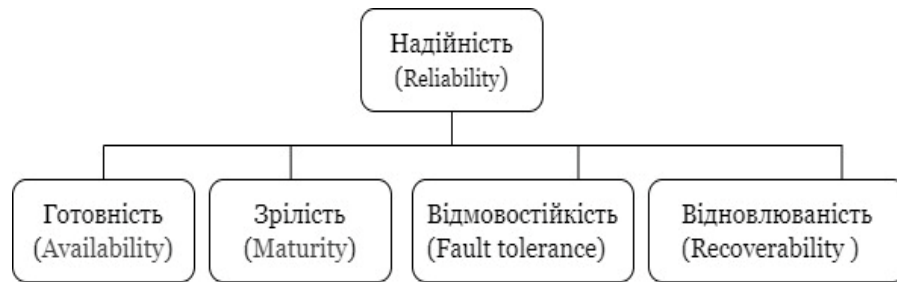 Надійність
(Reliability)
Готовність
(Availability)
Зрілість
(Maturity)
Відмовостійкість
(Fault tolerance)
Відновлюваність
(Recoverability )